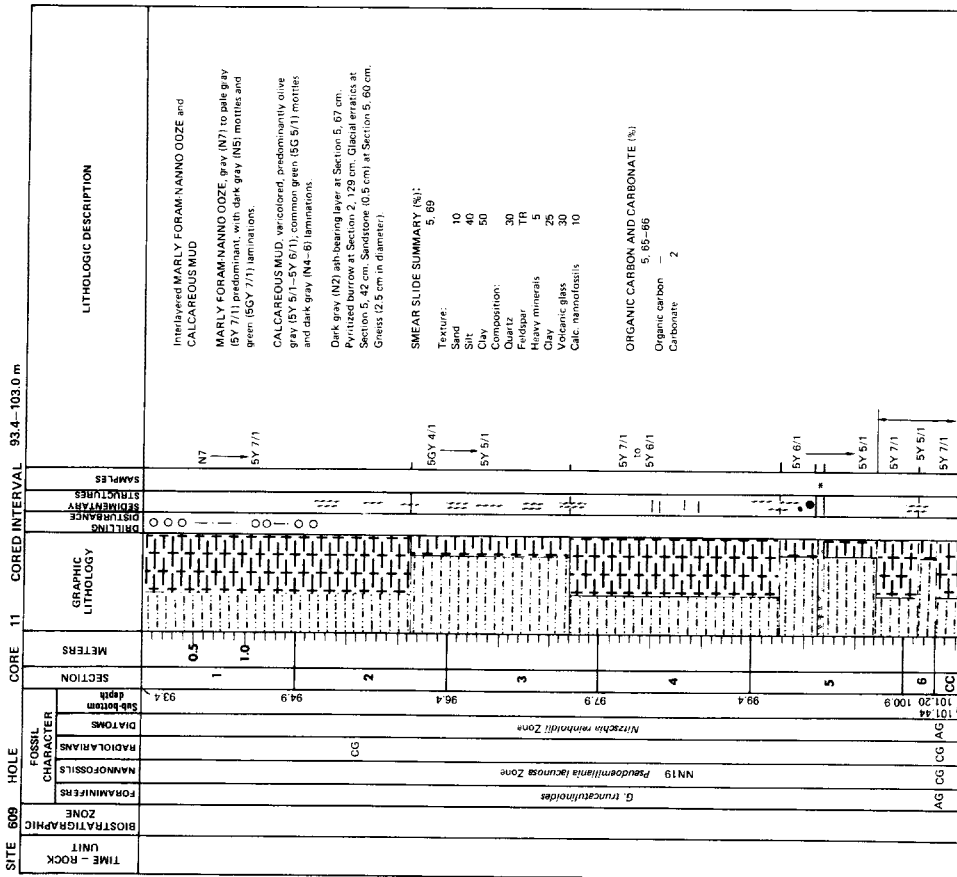 SITE 609 HOLE CORE 11 CORED INTERVAL 93.4–103.0 m
TIME – ROCK
UNIT
BIOSTRATIGRAPHIC
ZONE
FOSSIL
CHARACTER
FORAMINIFERS
NANNOFOSSILS
RADIOLARIANS
DIATOMS
Sub-bottom
depth
SECTION
METERS
GRAPHIC
LITHOLOGY
DRILLING
DISTURBANCE
SEDIMENTARY
STRUCTURES
SAMPLES
LITHOLOGIC DESCRIPTION
G. truncatulinoides
NN19 Pseudoemiliania lacunosa Zone
CG
Nitzschia reinholdii Zone
AG CG CG AG
93.4
94.9
96.4
97.9
99.4
100.9
101.20
101.44
1
2
3
4
5
6
CC
0.5
1.0
*
N7
5Y 7/1
5GY 4/1
5Y 5/1
5Y 7/1
to
5Y 6/1
5Y 6/1
5Y 5/1
5Y 7/1
5Y 5/1
5Y 7/1
Interlayered MARLY FORAM-NANNO OOZE and
CALCAREOUS MUD
MARLY FORAM-NANNO OOZE, gray (N7) to pale gray
(5Y 7/1) predominant, with dark gray (N5) mottles and
green (5GY 7/1) laminations.
CALCAREOUS MUD, varicolored, predominantly olive
gray (5Y 5/1–5Y 6/1); common green (5G 5/1) mottles
and dark gray (N4–6) laminations.
Dark gray (N2) ash-bearing layer at Section 5, 67 cm.
Pyritized burrow at Section 2, 129 cm. Glacial erratics at
Section 5, 42 cm. Sandstone (0.5 cm) at Section 5, 60 cm.
Gneiss (2.5 cm in diameter).
SMEAR SLIDE SUMMARY (%):
5, 69
Texture:
Sand 10
Silt 40
Clay 50
Composition:
Quartz 30
Feldspar TR
Heavy minerals 5
Clay 25
Volcanic glass 30
Calc. nannofossils 10
ORGANIC CARBON AND CARBONATE (%)
5, 65–66
Organic carbon –
Carbonate 2